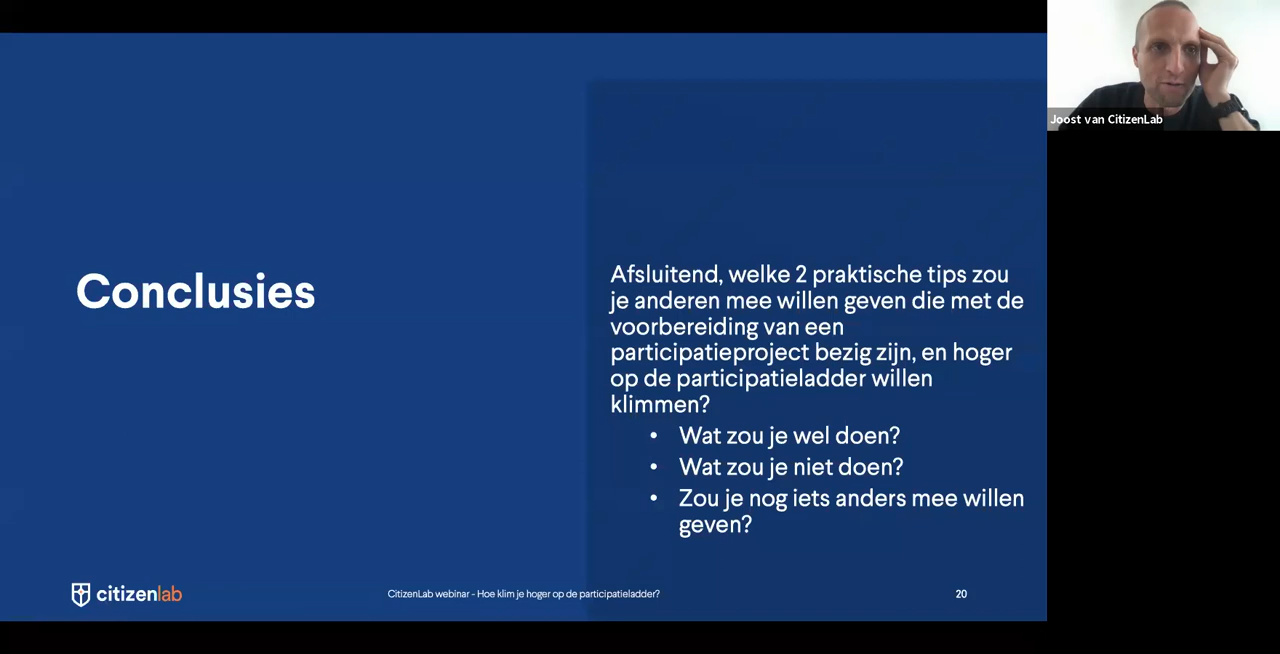 Joost van CitizenLab
Conclusies
Afsluitend, welke 2 praktische tips zou
je anderen mee willen geven die met de
voorbereiding van een
participatieproject bezig zijn, en hoger
op de participatieladder willen
klimmen?
• Wat zou je wel doen?
• Wat zou je niet doen?
• Zou je nog iets anders mee willen
geven?
citizenlab
CitizenLab webinar - Hoe klim je hoger op de participatieladder?
20